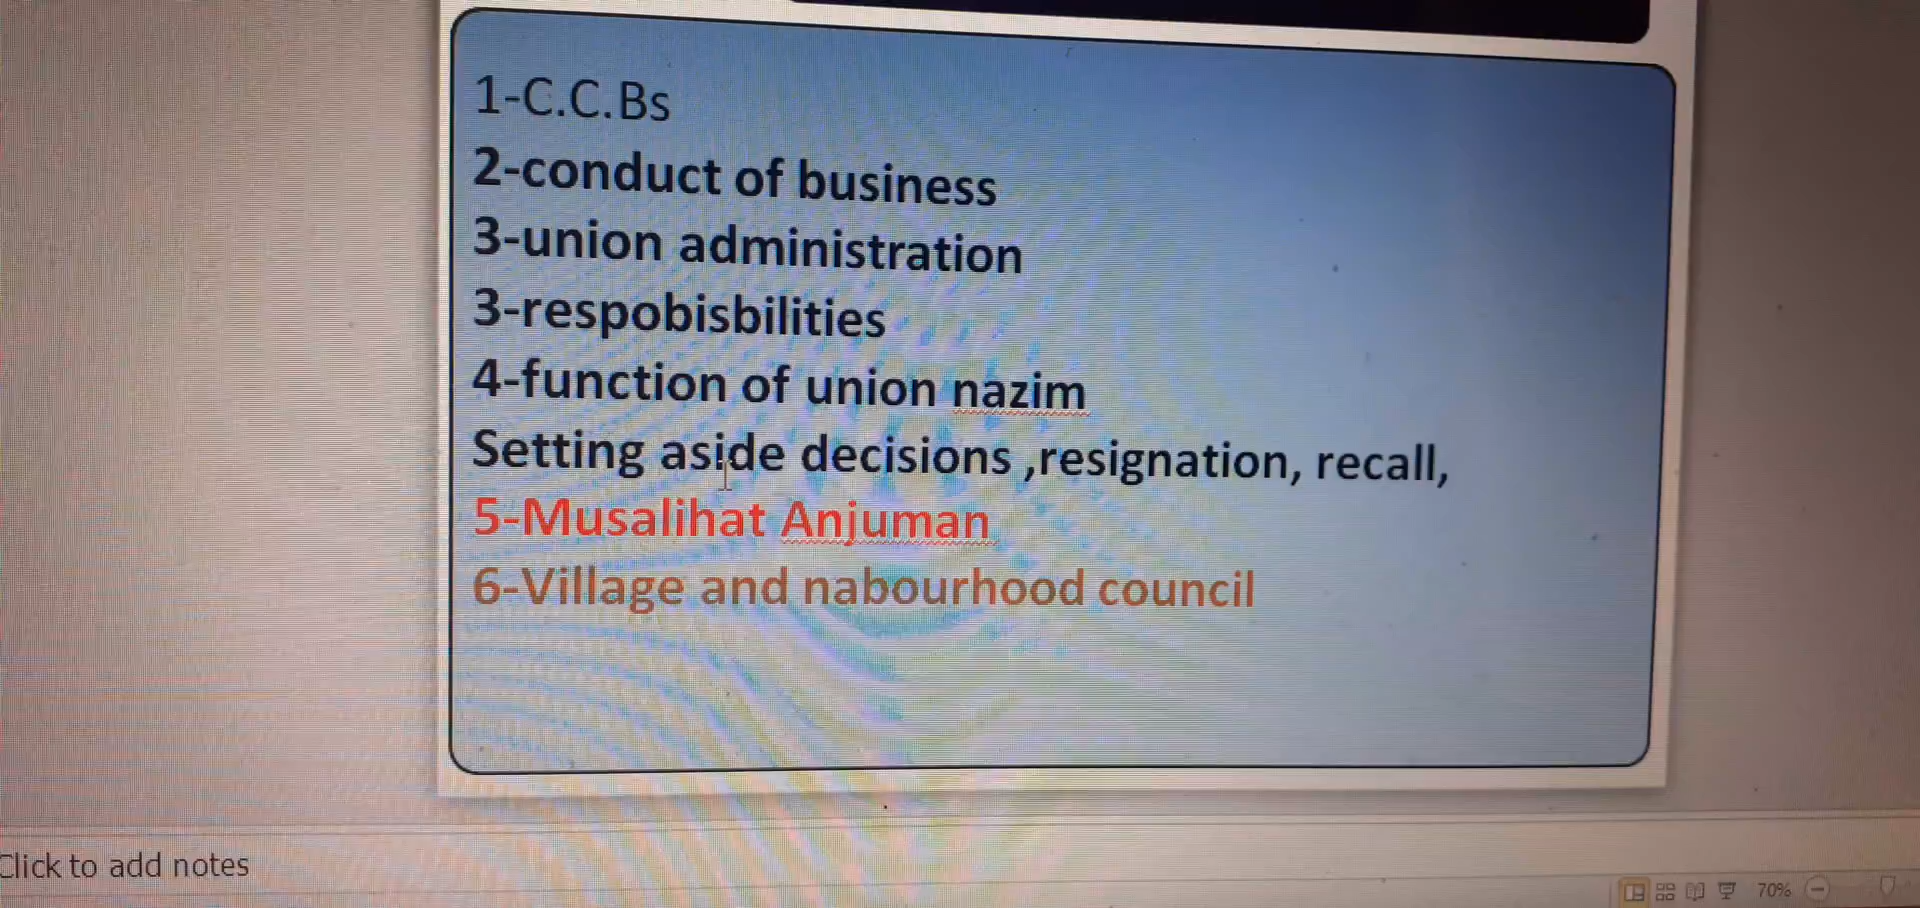 1-C.C.Bs
2-conduct of business
3-union administration
3-respobisbilities
4-function of union nazim
Setting aside decisions ,resignation, recall,
5-Musalihat Anjuman
6-Village and nabourhood council
Click to add notes
70%